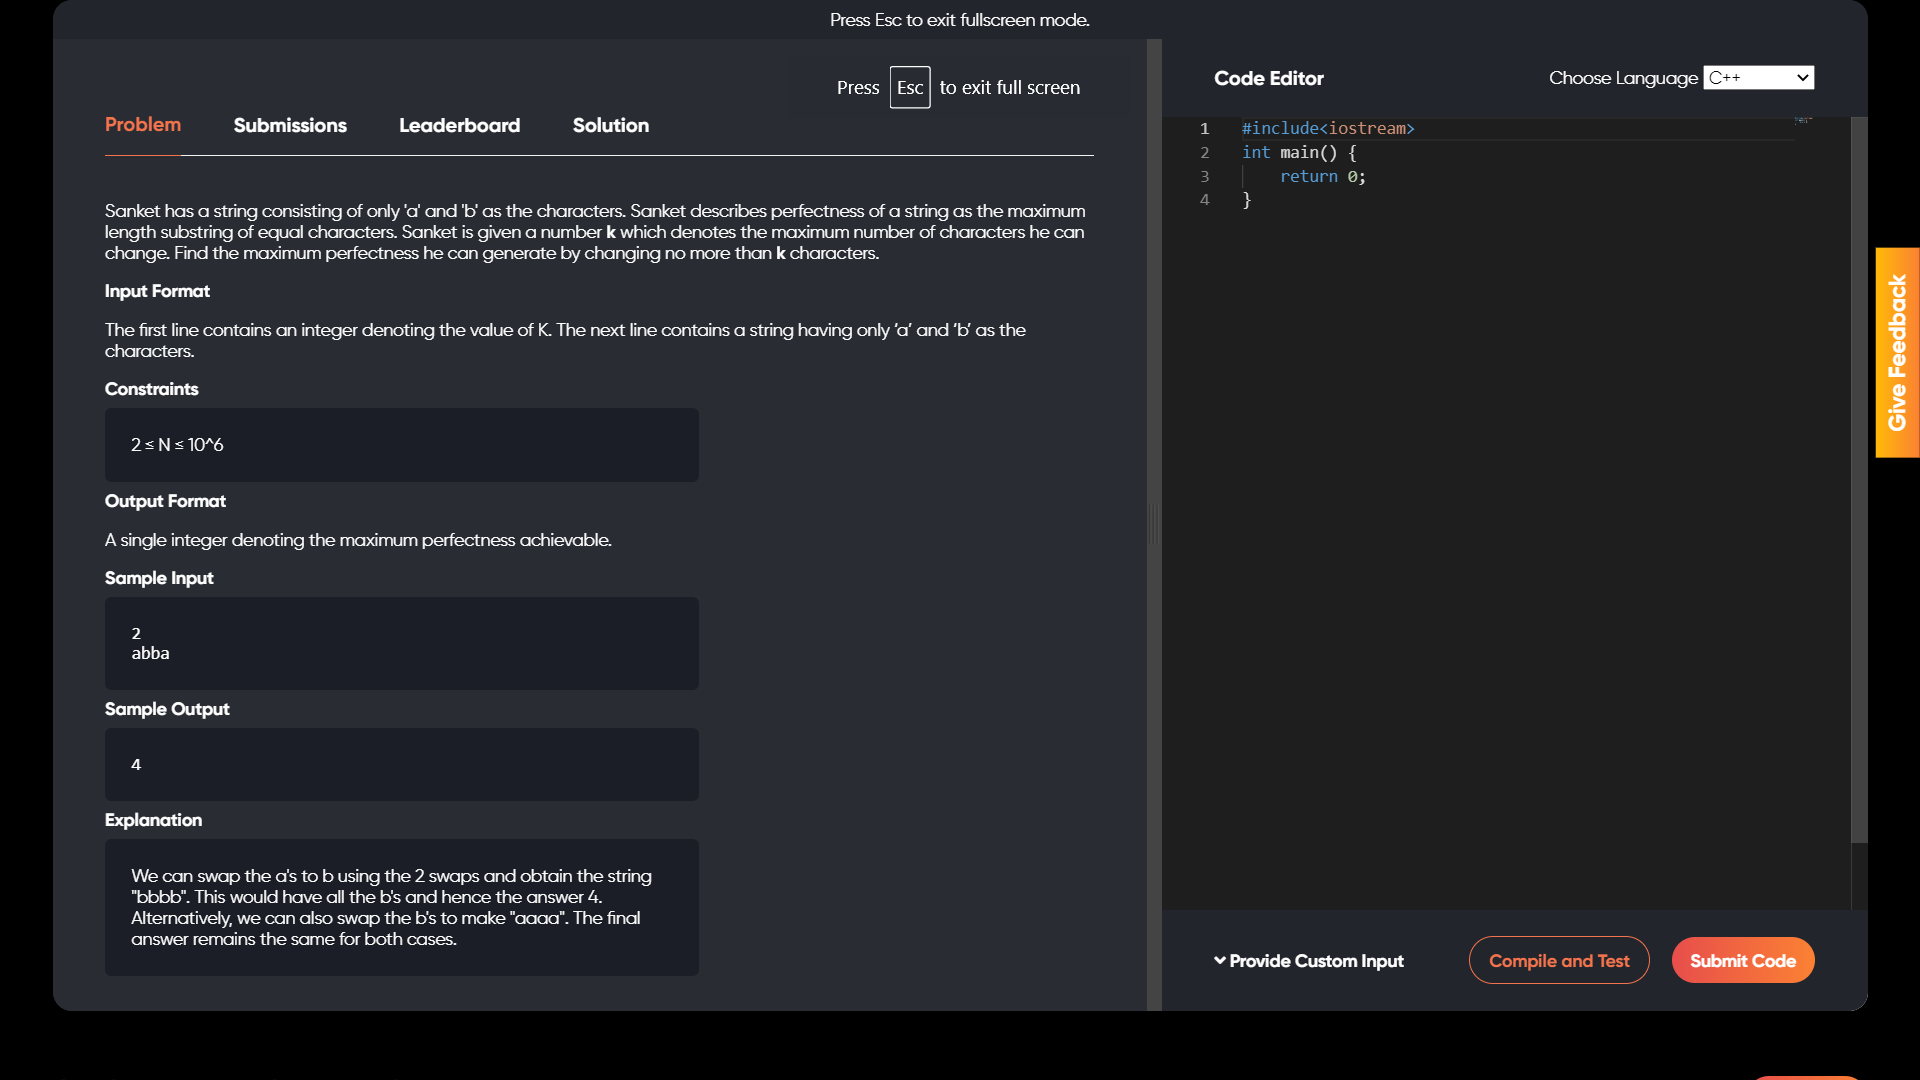 Press Esc to exit fullscreen mode.
Press Esc to exit full screen
Problem Submissions Leaderboard Solution
Sanket has a string consisting of only 'a' and 'b' as the characters. Sanket describes perfectness of a string as the maximum
length substring of equal characters. Sanket is given a number k which denotes the maximum number of characters he can
change. Find the maximum perfectness he can generate by changing no more than k characters.
Input Format
The first line contains an integer denoting the value of K. The next line contains a string having only ‘a’ and ‘b’ as the
characters.
Constraints
2 ≤ N ≤ 10^6
Output Format
A single integer denoting the maximum perfectness achievable.
Sample Input
2
abba
Sample Output
4
Explanation
We can swap the a's to b using the 2 swaps and obtain the string
"bbbb". This would have all the b's and hence the answer 4.
Alternatively, we can also swap the b's to make "aaaa". The final
answer remains the same for both cases.
Code Editor
Choose Language C++
1 #include<iostream>
2 int main() {
3     return 0;
4 }
Provide Custom Input
Compile and Test
Submit Code
Give Feedback